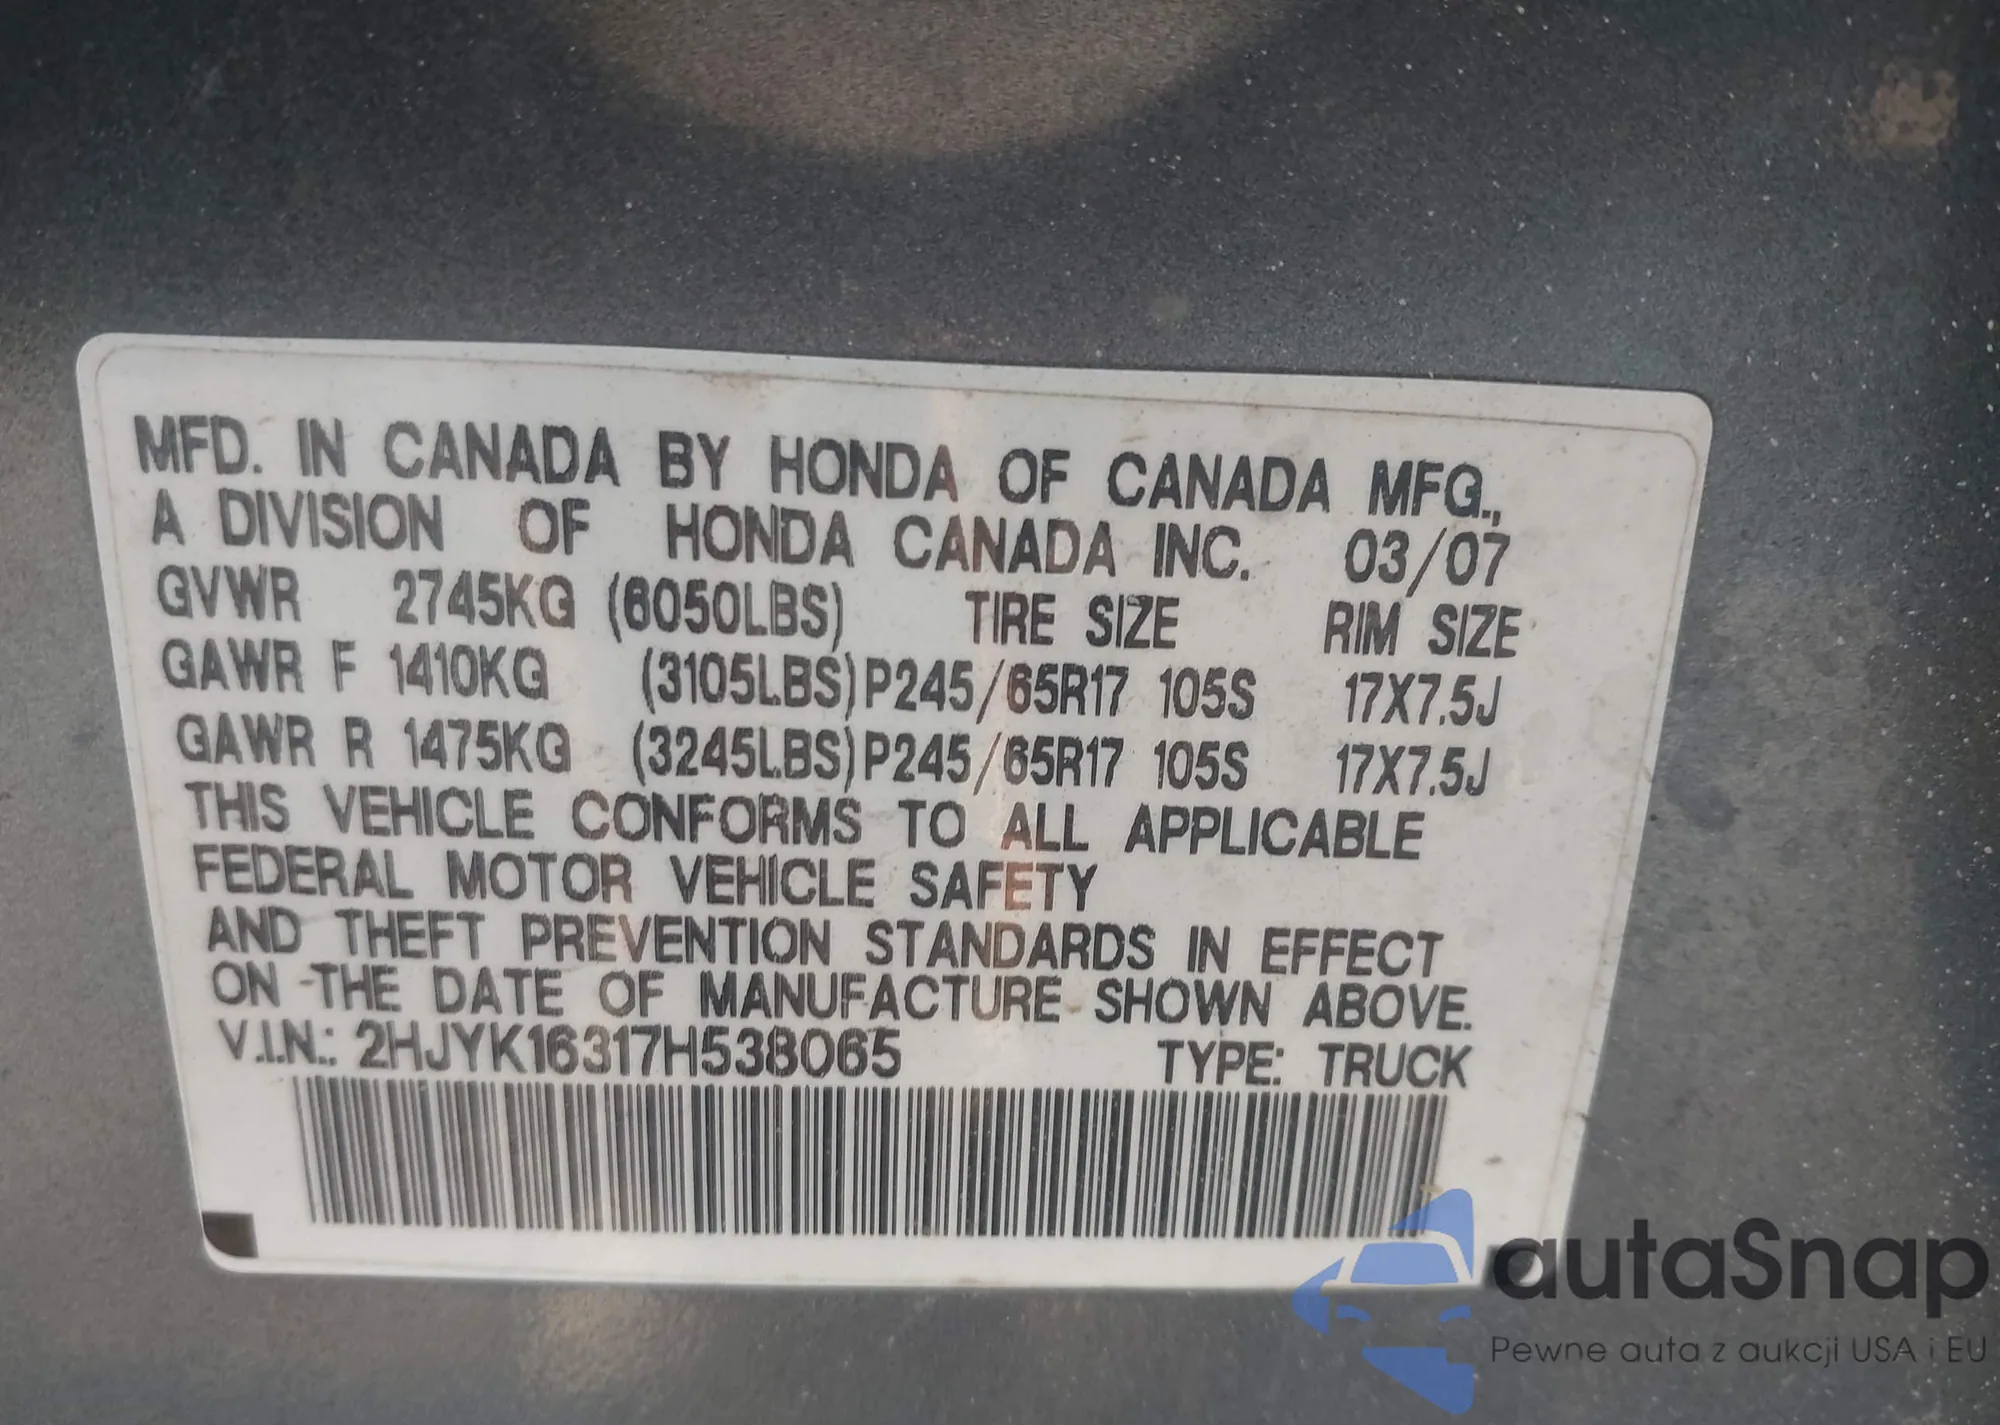 MFD. IN CANADA BY HONDA OF CANADA MFG.,
A DIVISION OF HONDA CANADA INC. 03/07
GVWR 2745KG (6050LBS) TIRE SIZE RIM SIZE
GAWR F 1410KG (3105LBS) P245/65R17 105S 17X7.5J
GAWR R 1475KG (3245LBS) P245/65R17 105S 17X7.5J
THIS VEHICLE CONFORMS TO ALL APPLICABLE
FEDERAL MOTOR VEHICLE SAFETY
AND THEFT PREVENTION STANDARDS IN EFFECT
ON THE DATE OF MANUFACTURE SHOWN ABOVE.
V.I.N.: 2HJYK16317H538065 TYPE: TRUCK
autaSnap
Pewne auta z aukcji USA i EU